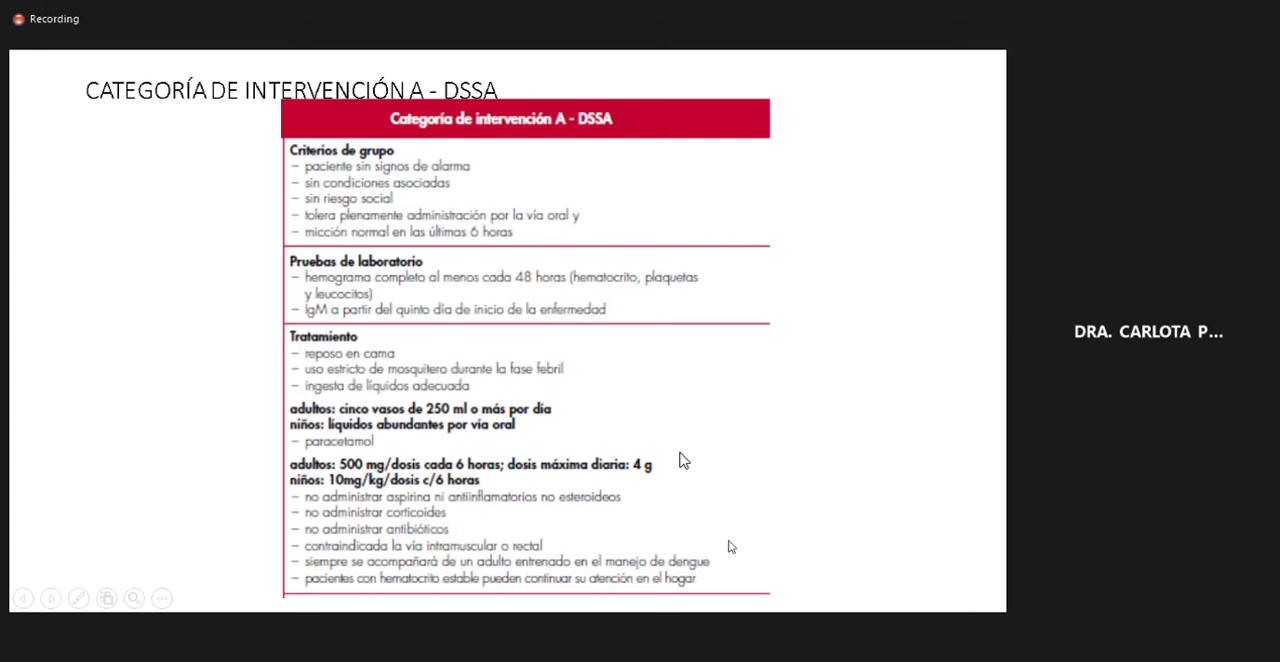 Recording
CATEGORÍA DE INTERVENCIÓN A - DSSA
Categoría de intervención A - DSSA
Criterios de grupo
– paciente sin signos de alarma
– sin condiciones asociadas
– sin riesgo social
– tolera plenamente administración por la vía oral y
– micción normal en las últimas 6 horas
Pruebas de laboratorio
– hemograma completo al menos cada 48 horas (hematocrito, plaquetas
y leucocitos)
– IgM a partir del quinto día de inicio de la enfermedad
Tratamiento
– reposo en cama
– uso estricto de mosquitero durante la fase febril
– ingesta de líquidos adecuada
adultos: cinco vasos de 250 ml o más por día
niños: líquidos abundantes por vía oral
– paracetamol
adultos: 500 mg/dosis cada 6 horas; dosis máxima diaria: 4 g
niños: 10mg/kg/dosis c/6 horas
– no administrar aspirina ni antiinflamatorios no esteroideos
– no administrar corticoides
– no administrar antibióticos
– contraindicada la vía intramuscular o rectal
– siempre se acompañará de un adulto entrenado en el manejo de dengue
– pacientes con hematocrito estable pueden continuar su atención en el hogar
DRA. CARLOTA P...